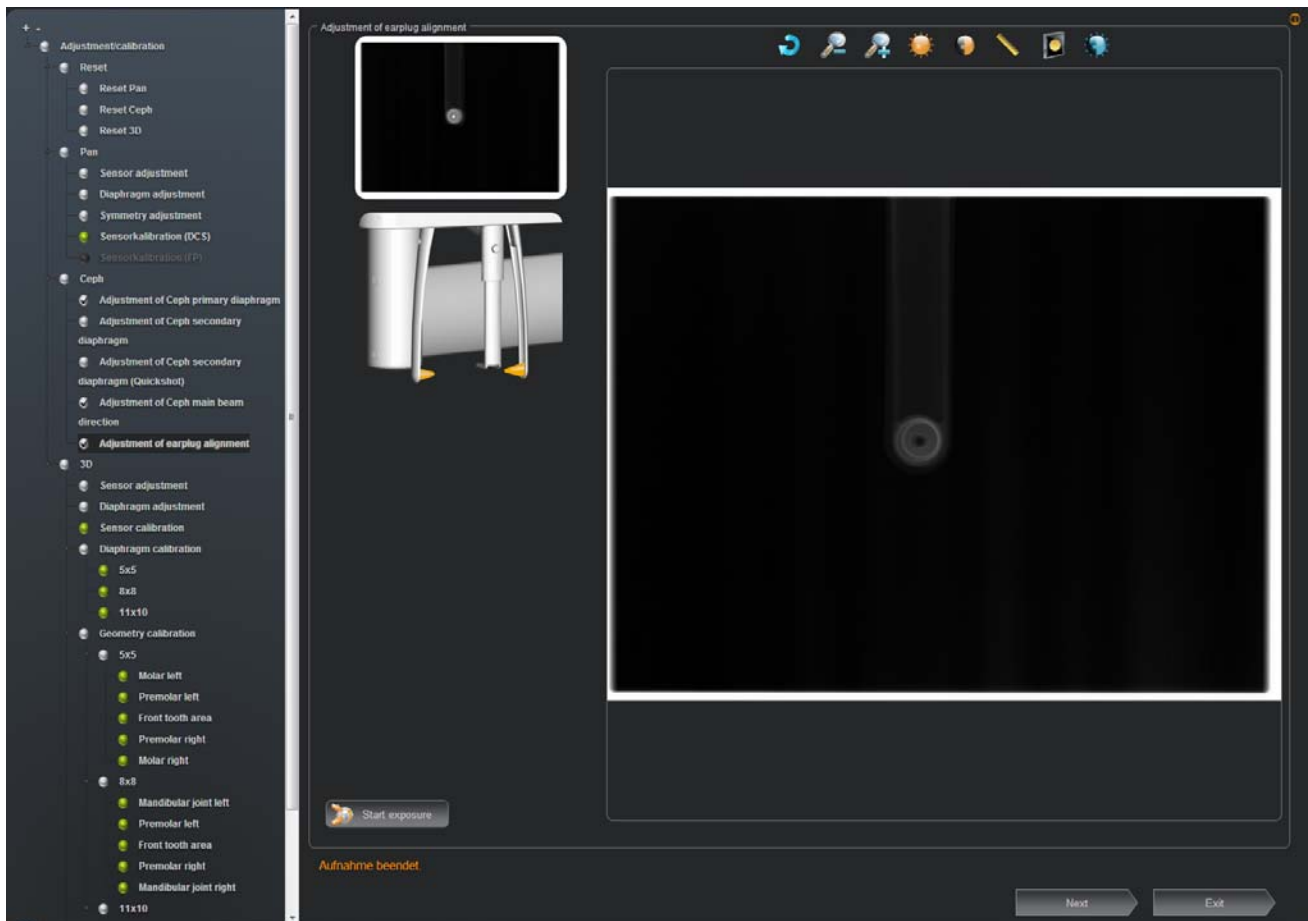 + -
Adjustment/calibration
Reset
Reset Pan
Reset Ceph
Reset 3D
Pan
Sensor adjustment
Diaphragm adjustment
Symmetry adjustment
Sensorkalibration (DCS)
Sensorkalibration (FP)
Ceph
Adjustment of Ceph primary diaphragm
Adjustment of Ceph secondary
diaphragm
Adjustment of Ceph secondary
diaphragm (Quickshot)
Adjustment of Ceph main beam
direction
Adjustment of earplug alignment
3D
Sensor adjustment
Diaphragm adjustment
Sensor calibration
Diaphragm calibration
5x5
8x8
11x10
Geometry calibration
5x5
Molar left
Premolar left
Front tooth area
Premolar right
Molar right
8x8
Mandibular joint left
Premolar left
Front tooth area
Premolar right
Mandibular joint right
11x10
Adjustment of earplug alignment
Start exposure
Aufnahme beendet.
Next
Exit